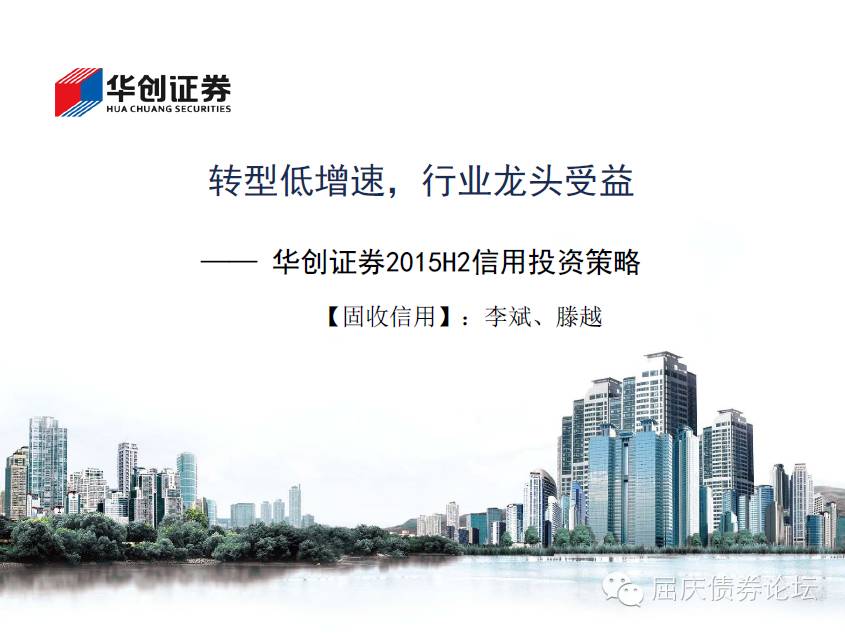 华创证券
HUA CHUANG SECURITIES
转型低增速，行业龙头受益
—— 华创证券2015H2信用投资策略
【固收信用】：李斌、滕越
屈庆债券论坛